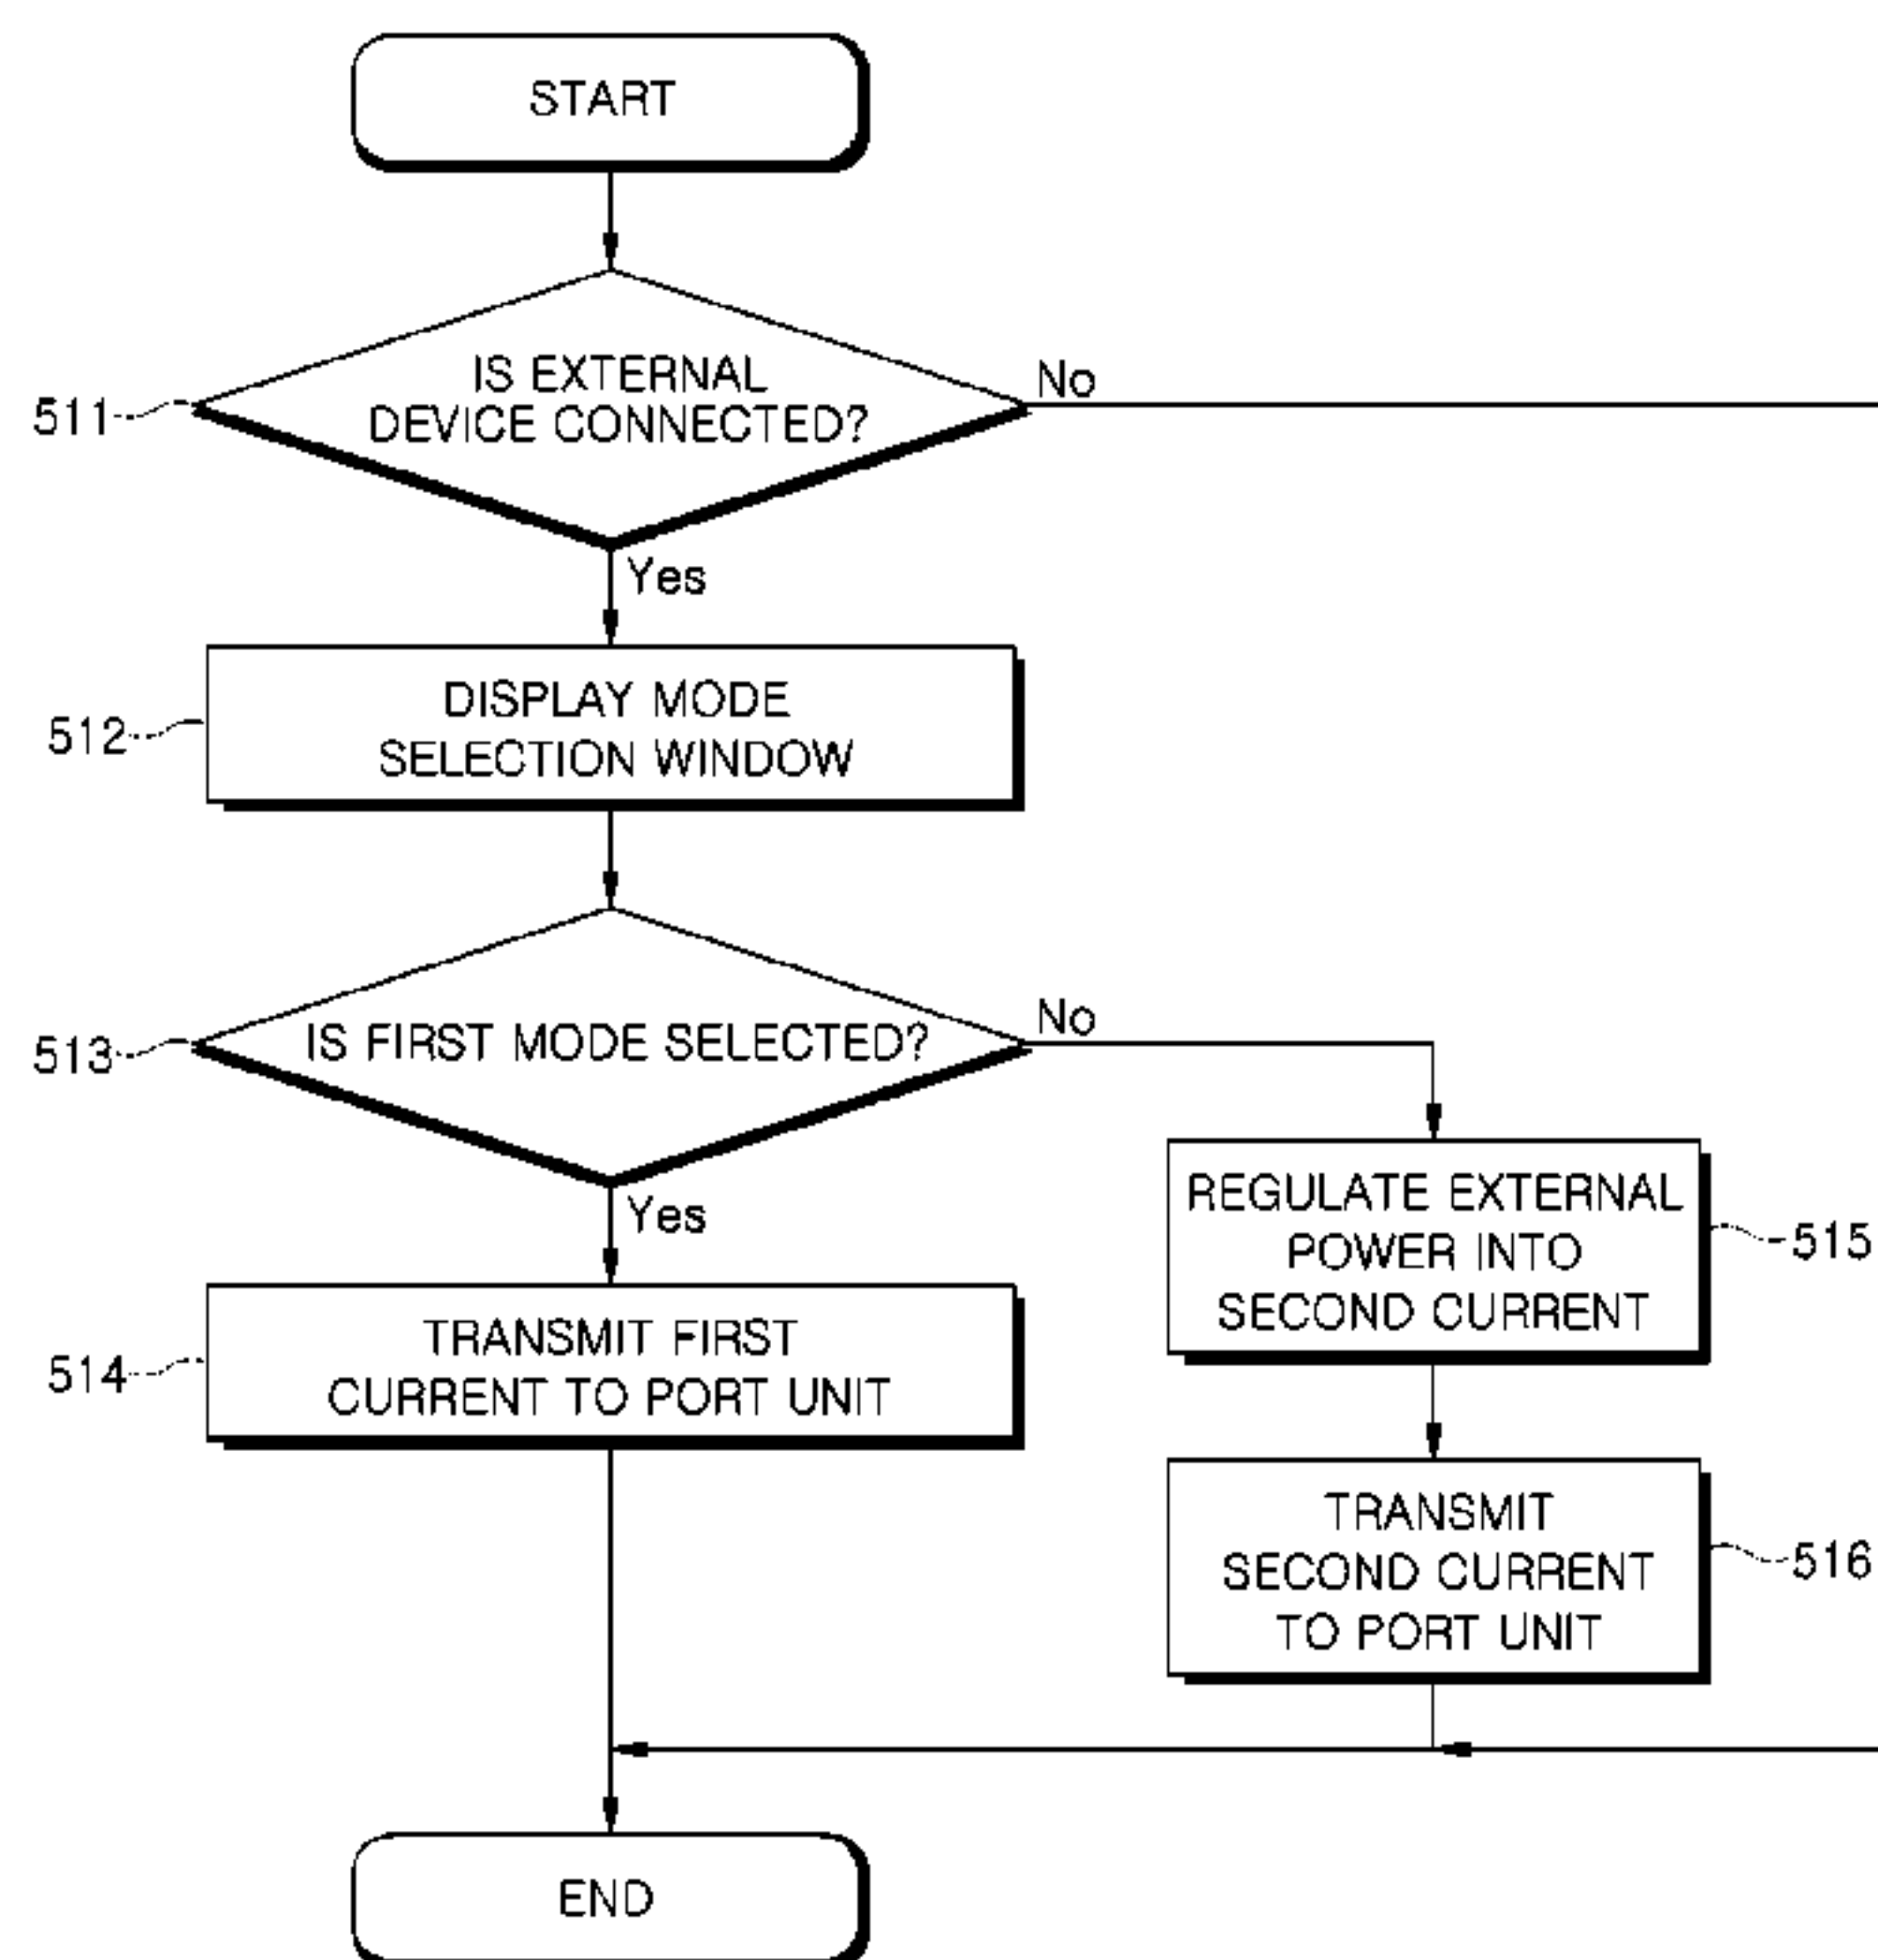 START
IS EXTERNAL
DEVICE CONNECTED?
No
511
Yes
DISPLAY MODE
SELECTION WINDOW
512
IS FIRST MODE SELECTED?
No
513
Yes
REGULATE EXTERNAL
POWER INTO
SECOND CURRENT
515
TRANSMIT FIRST
CURRENT TO PORT UNIT
514
TRANSMIT
SECOND CURRENT
TO PORT UNIT
516
END